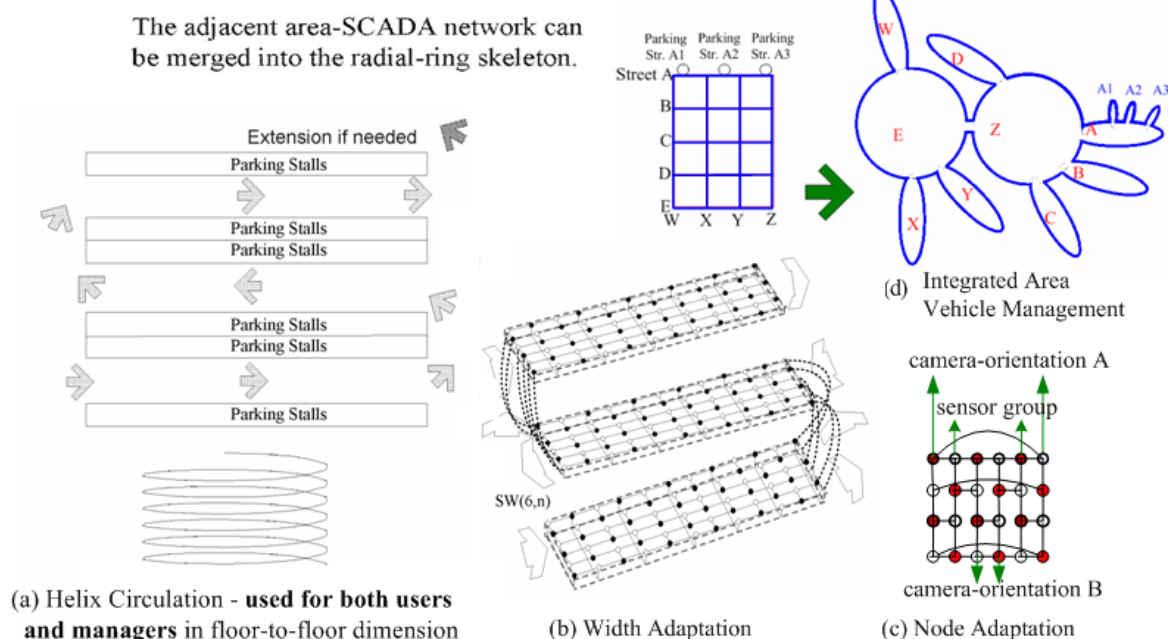 The adjacent area-SCADA network can
be merged into the radial-ring skeleton.
Extension if needed
Parking Stalls
Parking Stalls
Parking Stalls
Parking Stalls
Parking Stalls
Parking Stalls
(a) Helix Circulation - used for both users
and managers in floor-to-floor dimension
SW(6,n)
(b) Width Adaptation
Parking Parking Parking
Str. A1 Str. A2 Str. A3
Street A
B
C
D
E
W X Y Z
W
D
A1 A2 A3
E
Z
A
B
Y
X
C
(d) Integrated Area
Vehicle Management
camera-orientation A
sensor group
camera-orientation B
(c) Node Adaptation